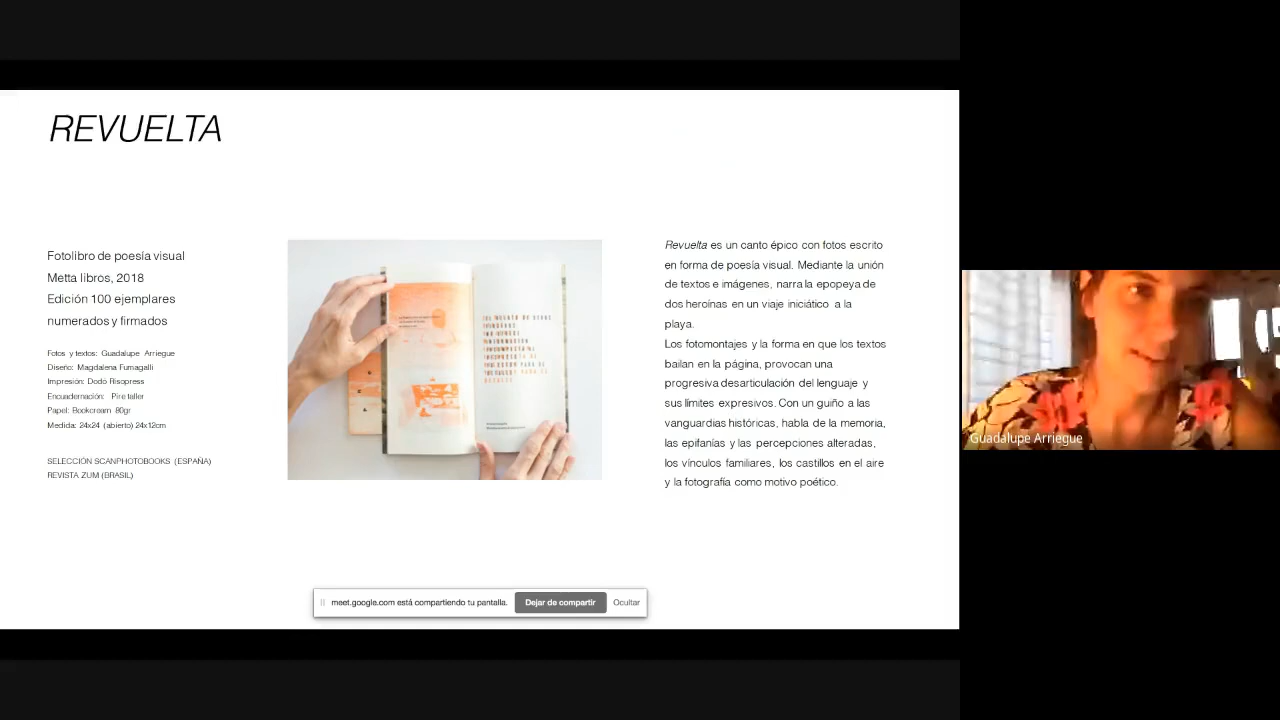 REVUELTA
Fotolibro de poesía visual
Metta libros, 2018
Edición 100 ejemplares
numerados y firmados
Fotos y textos: Guadalupe Arriegue
Diseño: Magdalena Fumagalli
Impresión: Dodo Risopress
Encuadernación: Pire taller
Papel: Bookcream 80gr
Medida: 24x24 (abierto) 24x12cm
SELECCIÓN SCANPHOTOBOOKS (ESPAÑA)
REVISTA ZUM (BRASIL)
Revuelta es un canto épico con fotos escrito
en forma de poesía visual. Mediante la unión
de textos e imágenes, narra la epopeya de
dos heroínas en un viaje iniciático a la
playa.
Los fotomontajes y la forma en que los textos
bailan en la página, provocan una
progresiva desarticulación del lenguaje y
sus límites expresivos. Con un guiño a las
vanguardias históricas, habla de la memoria,
las epifanías y las percepciones alteradas,
los vínculos familiares, los castillos en el aire
y la fotografía como motivo poético.
Guadalupe Arriegue
meet.google.com está compartiendo tu pantalla.
Dejar de compartir
Ocultar